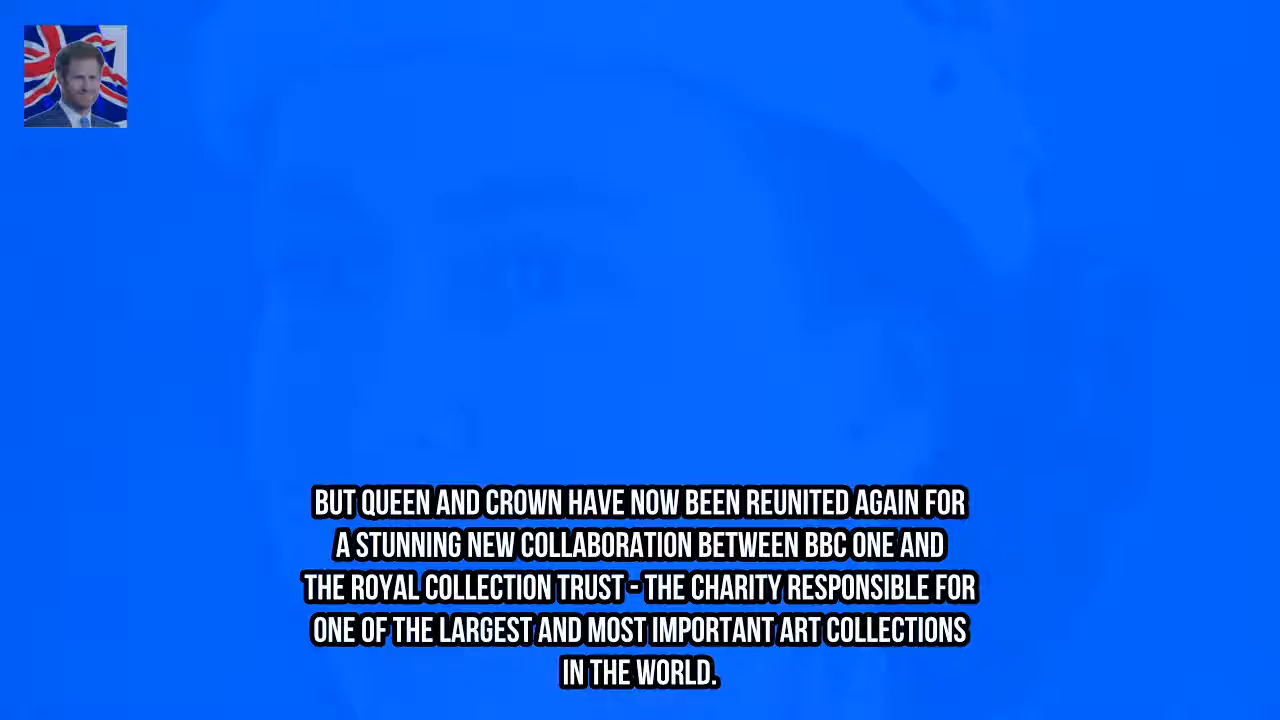 BUT QUEEN AND CROWN HAVE NOW BEEN REUNITED AGAIN FOR
A STUNNING NEW COLLABORATION BETWEEN BBC ONE AND
THE ROYAL COLLECTION TRUST - THE CHARITY RESPONSIBLE FOR
ONE OF THE LARGEST AND MOST IMPORTANT ART COLLECTIONS
IN THE WORLD.